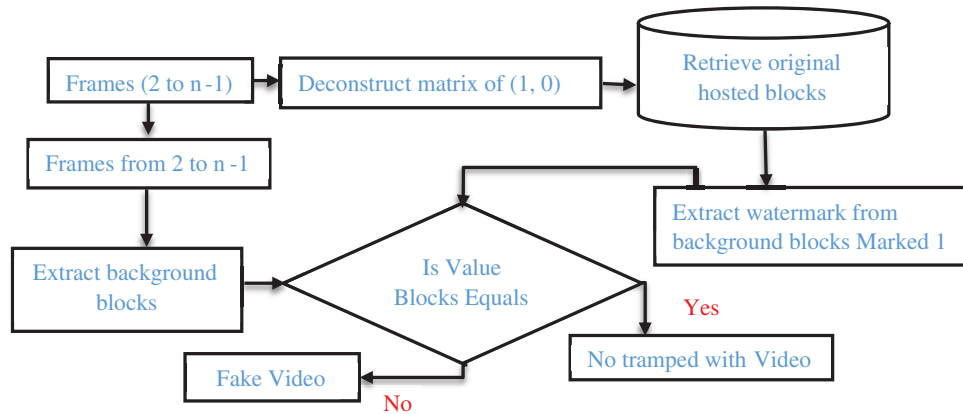 Frames (2 to n-1)
Deconstruct matrix of (1, 0)
Retrieve original
hosted blocks
Frames from 2 to n-1
Extract watermark from
background blocks Marked 1
Extract background
blocks
Is Value
Blocks Equals
Yes
No tramped with Video
Fake Video
No